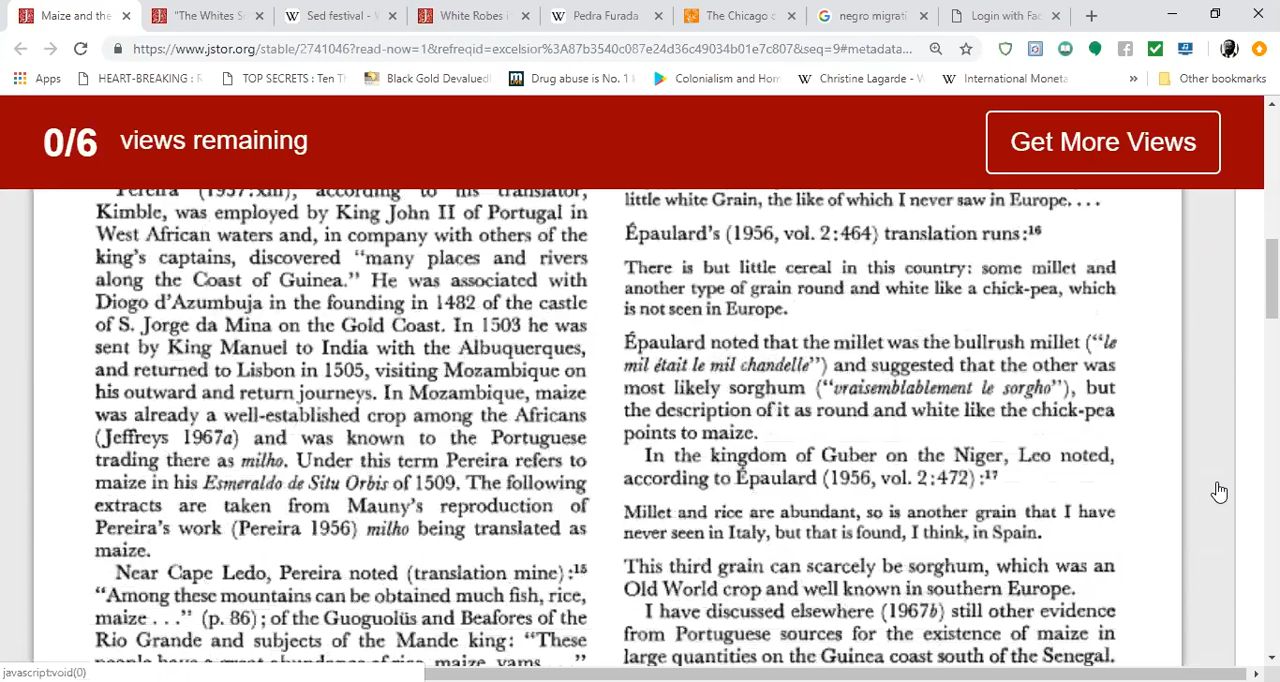 Maize and the
"The Whites Si
Sed festival -
White Robes i
Pedra Furada
The Chicago c
negro migrati
Login with Fac
https://www.jstor.org/stable/2741046?read-now=1&refreqid=excelsior%3A87b3540c087e24d36c49034b01e7c807&seq=9#metadata...
Apps
HEART-BREAKING : R
TOP SECRETS : Ten Th
Black Gold Devalued
Drug abuse is No. 1
Colonialism and Hom
Christine Lagarde - W
International Moneta
»
Other bookmarks
0/6 views remaining
Get More Views
Pereira (1937:xiii), according to his translator,
Kimble, was employed by King John II of Portugal in
West African waters and, in company with others of the
king's captains, discovered "many places and rivers
along the Coast of Guinea." He was associated with
Diogo d'Azumbuja in the founding in 1482 of the castle
of S. Jorge da Mina on the Gold Coast. In 1503 he was
sent by King Manuel to India with the Albuquerques,
and returned to Lisbon in 1505, visiting Mozambique on
his outward and return journeys. In Mozambique, maize
was already a well-established crop among the Africans
(Jeffreys 1967a) and was known to the Portuguese
trading there as milho. Under this term Pereira refers to
maize in his Esmeraldo de Situ Orbis of 1509. The following
extracts are taken from Mauny's reproduction of
Pereira's work (Pereira 1956) milho being translated as
maize.
Near Cape Ledo, Pereira noted (translation mine):15
"Among these mountains can be obtained much fish, rice,
maize . . ." (p. 86); of the Guoguolüs and Beafores of the
Rio Grande and subjects of the Mande king: "These
people have a great abundance of rice, maize, yams. . ."
little white Grain, the like of which I never saw in Europe. . . .
Épaulard's (1956, vol. 2:464) translation runs:16
There is but little cereal in this country: some millet and
another type of grain round and white like a chick-pea, which
is not seen in Europe.
Épaulard noted that the millet was the bullrush millet ("le
mil était le mil chandelle") and suggested that the other was
most likely sorghum ("vraisemblablement le sorgho"), but
the description of it as round and white like the chick-pea
points to maize.
In the kingdom of Guber on the Niger, Leo noted,
according to Épaulard (1956, vol. 2:472):17
Millet and rice are abundant, so is another grain that I have
never seen in Italy, but that is found, I think, in Spain.
This third grain can scarcely be sorghum, which was an
Old World crop and well known in southern Europe.
I have discussed elsewhere (1967b) still other evidence
from Portuguese sources for the existence of maize in
large quantities on the Guinea coast south of the Senegal.
javascript:void(0)